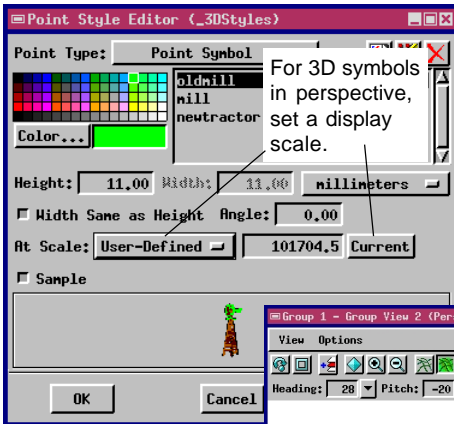 Point Style Editor (_3DStyles)
Point Type: Point Symbol
For 3D symbols
in perspective,
set a display
scale.
oldmill
mill
newtractor
Color...
Height: 11.00 Width: 11.00 millimeters
Width Same as Height Angle: 0.00
At Scale: User-Defined 101704.5 Current
Sample
Group 1 - Group View 2 (Per
View Options
Heading: 28 Pitch: -20
OK Cancel